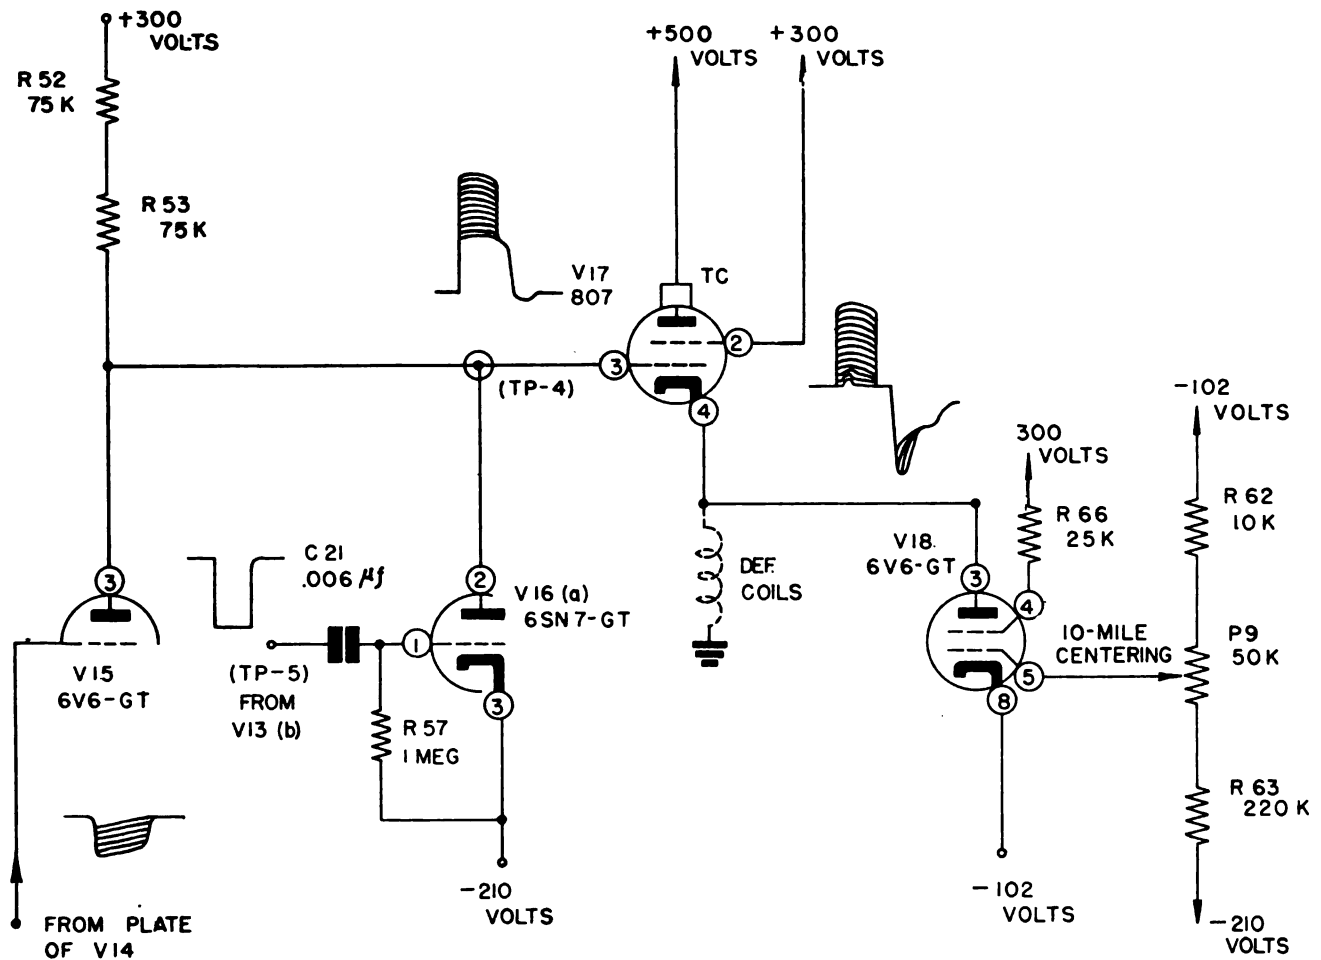 +300
VOLTS
R 52
75 K
R 53
75 K
+500
VOLTS
+300
VOLTS
V17
807
TC
2
3
(TP-4)
4
-102
VOLTS
300
VOLTS
R 66
25 K
R 62
10 K
V18.
6V6-GT
3
4
DEF.
COILS
10-MILE
CENTERING
P9
50 K
5
8
R 63
220 K
-102
VOLTS
-210
VOLTS
C 21
.006 μf
3
2
V16 (a)
6SN7-GT
1
V15
6V6-GT
(TP-5)
FROM
V13 (b)
3
R 57
1 MEG
-210
VOLTS
FROM PLATE
OF V14